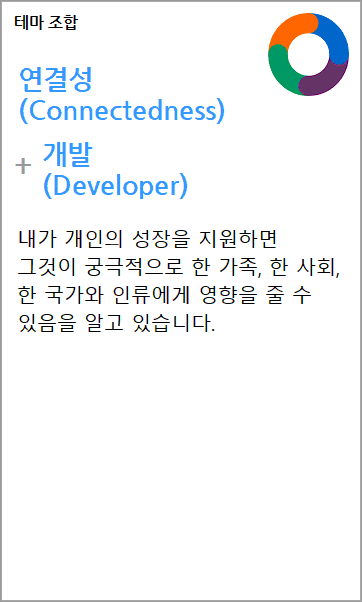 테마 조합
연결성
(Connectedness)
+ 개발
(Developer)
내가 개인의 성장을 지원하면
그것이 궁극적으로 한 가족, 한 사회,
한 국가와 인류에게 영향을 줄 수
있음을 알고 있습니다.